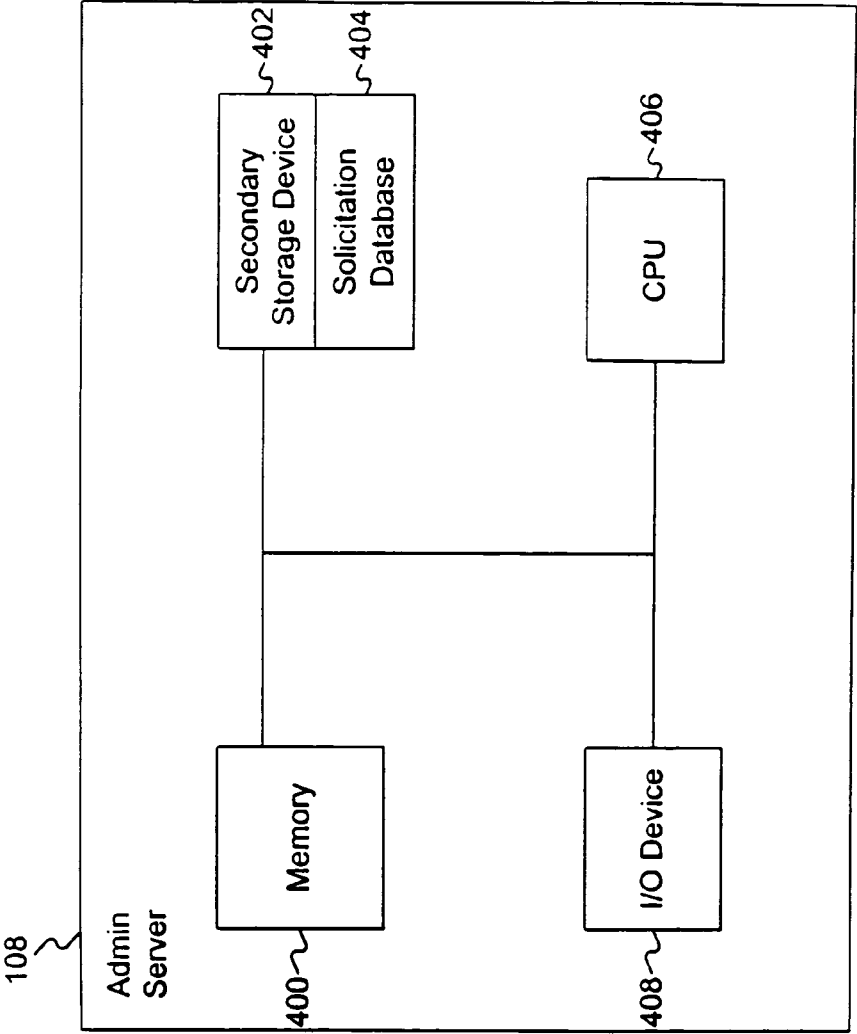 108
Admin
Server
400
Memory
Secondary
Storage Device
402
Solicitation
Database
404
408
I/O Device
CPU
406